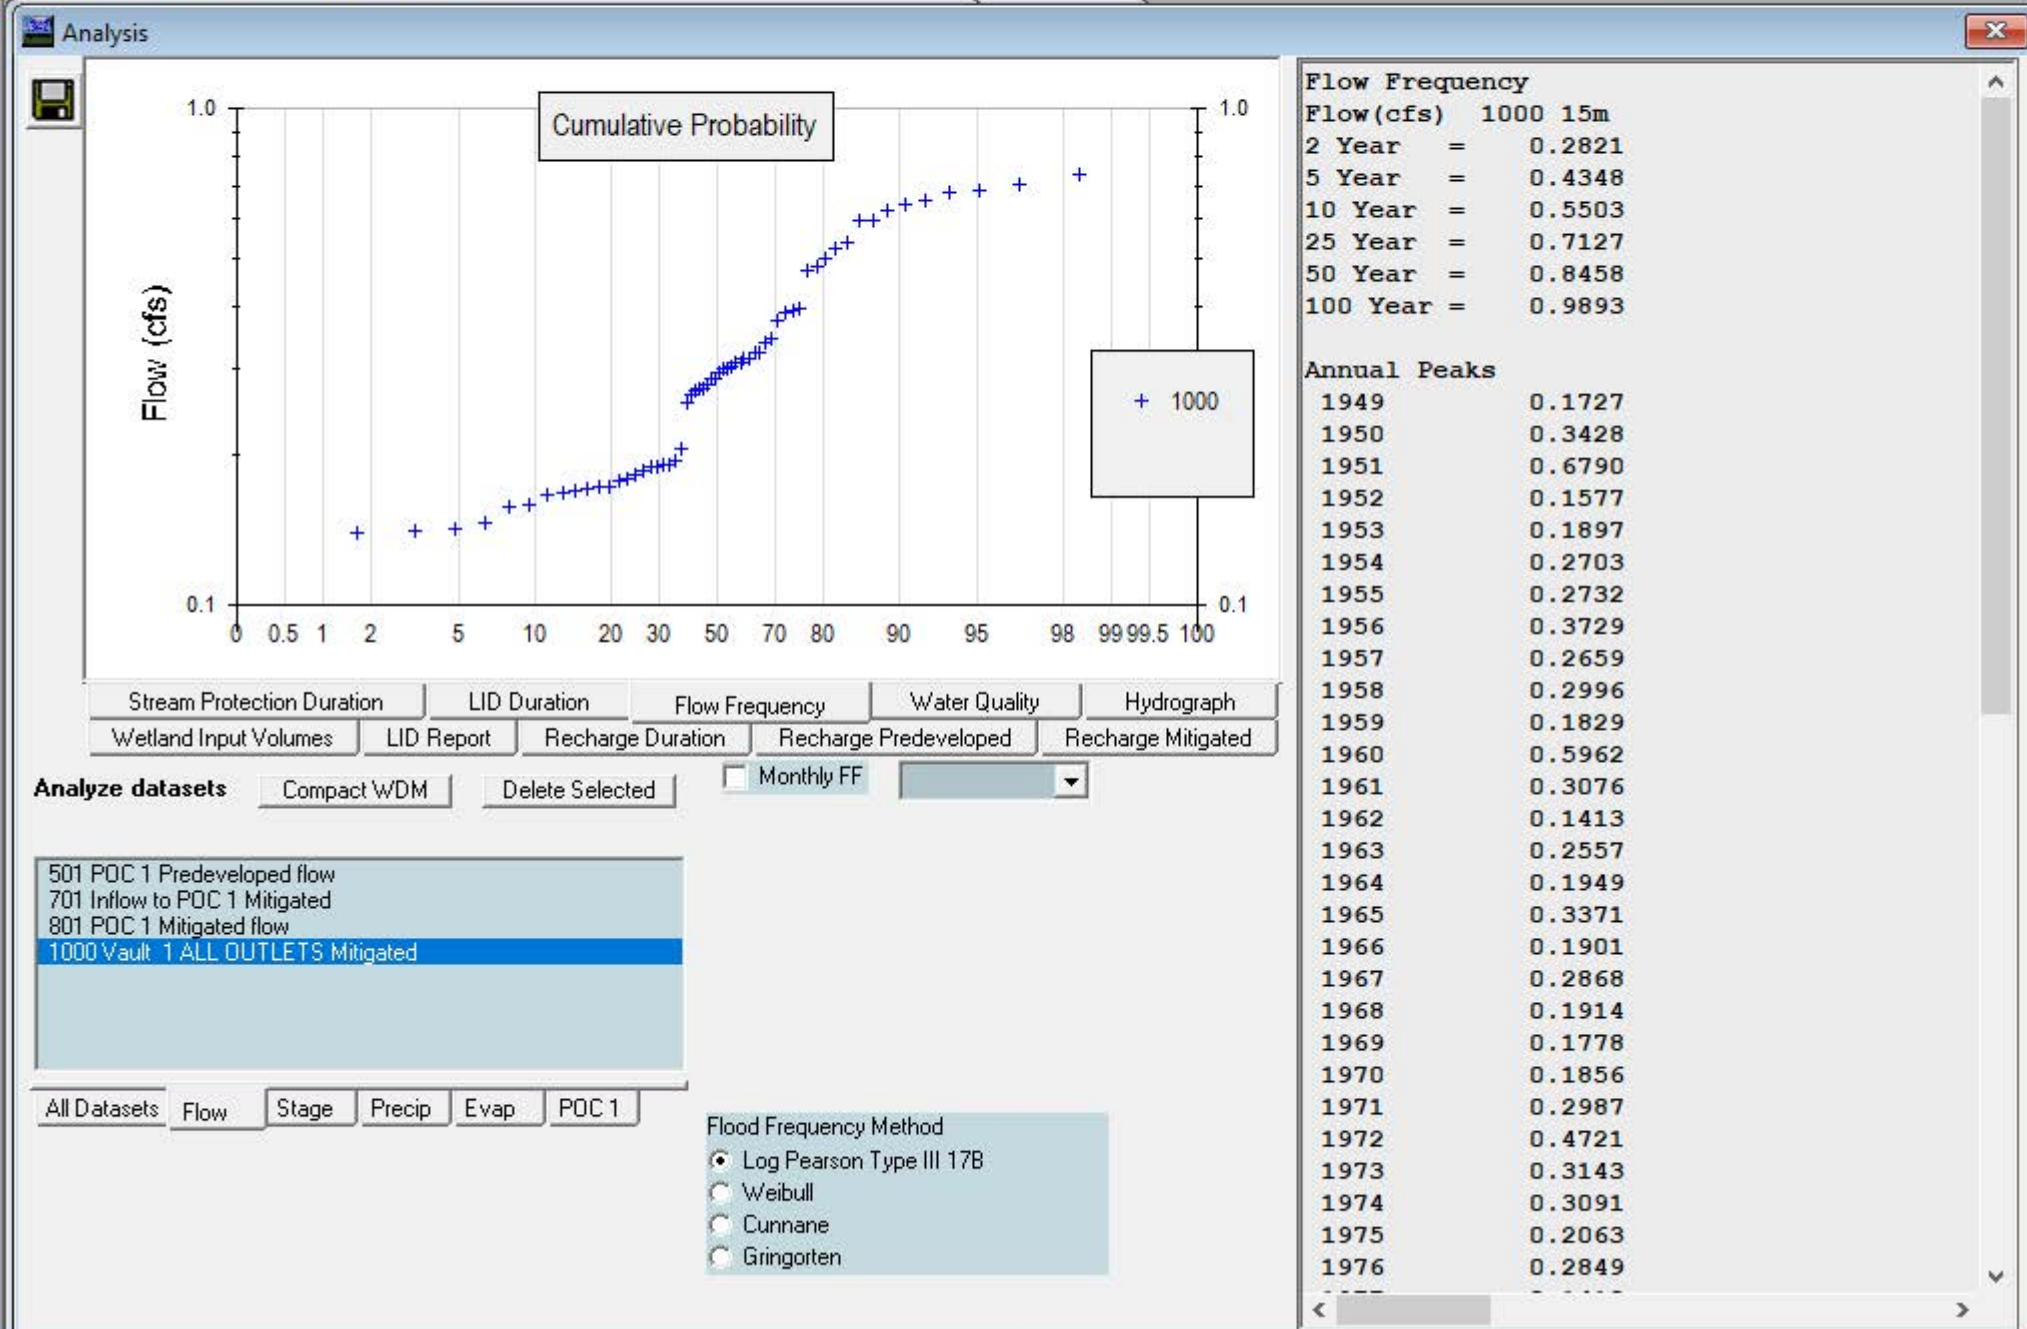 Analysis
Cumulative Probability
1.0
1.0
Flow (cfs)
+ 1000
0.1
0.1
0 0.5 1 2 5 10 20 30 50 70 80 90 95 98 99 99.5 100
Stream Protection Duration LID Duration Flow Frequency Water Quality Hydrograph
Wetland Input Volumes LID Report Recharge Duration Recharge Predeveloped Recharge Mitigated
Analyze datasets Compact WDM Delete Selected Monthly FF
501 POC 1 Predeveloped flow
701 Inflow to POC 1 Mitigated
801 POC 1 Mitigated flow
1000 Vault 1 ALL OUTLETS Mitigated
All Datasets Flow Stage Precip Evap POC 1
Flood Frequency Method
Log Pearson Type III 17B
Weibull
Cunnane
Gringorten
Flow Frequency
Flow(cfs) 1000 15m
2 Year = 0.2821
5 Year = 0.4348
10 Year = 0.5503
25 Year = 0.7127
50 Year = 0.8458
100 Year = 0.9893
Annual Peaks
1949 0.1727
1950 0.3428
1951 0.6790
1952 0.1577
1953 0.1897
1954 0.2703
1955 0.2732
1956 0.3729
1957 0.2659
1958 0.2996
1959 0.1829
1960 0.5962
1961 0.3076
1962 0.1413
1963 0.2557
1964 0.1949
1965 0.3371
1966 0.1901
1967 0.2868
1968 0.1914
1969 0.1778
1970 0.1856
1971 0.2987
1972 0.4721
1973 0.3143
1974 0.3091
1975 0.2063
1976 0.2849